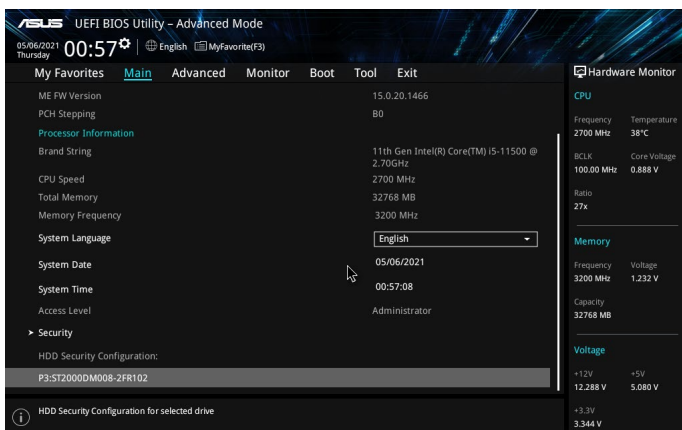 ASUS UEFI BIOS Utility – Advanced Mode
05/06/2021 Thursday 00:57 English MyFavorite(F3)
My Favorites Main Advanced Monitor Boot Tool Exit
ME FW Version 15.0.20.1466
PCH Stepping B0
Processor Information
Brand String 11th Gen Intel(R) Core(TM) i5-11500 @
2.70GHz
CPU Speed 2700 MHz
Total Memory 32768 MB
Memory Frequency 3200 MHz
System Language English
System Date 05/06/2021
System Time 00:57:08
Access Level Administrator
Security
HDD Security Configuration:
P3:ST2000DM008-2FR102
HDD Security Configuration for selected drive
Hardware Monitor
CPU
Frequency Temperature
2700 MHz 38°C
BCLK Core Voltage
100.00 MHz 0.888 V
Ratio
27x
Memory
Frequency Voltage
3200 MHz 1.232 V
Capacity
32768 MB
Voltage
+12V +5V
12.288 V 5.080 V
+3.3V
3.344 V